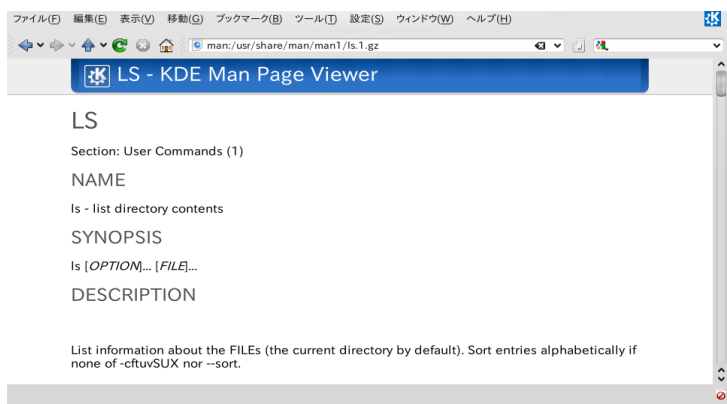 ファイル(F) 編集(E) 表示(V) 移動(G) ブックマーク(B) ツール(T) 設定(S) ウィンドウ(W) ヘルプ(H)
man:/usr/share/man/man1/ls.1.gz
LS - KDE Man Page Viewer
LS
Section: User Commands (1)
NAME
ls - list directory contents
SYNOPSIS
ls [OPTION]... [FILE]...
DESCRIPTION
List information about the FILEs (the current directory by default). Sort entries alphabetically if
none of -cftuvSUX nor --sort.